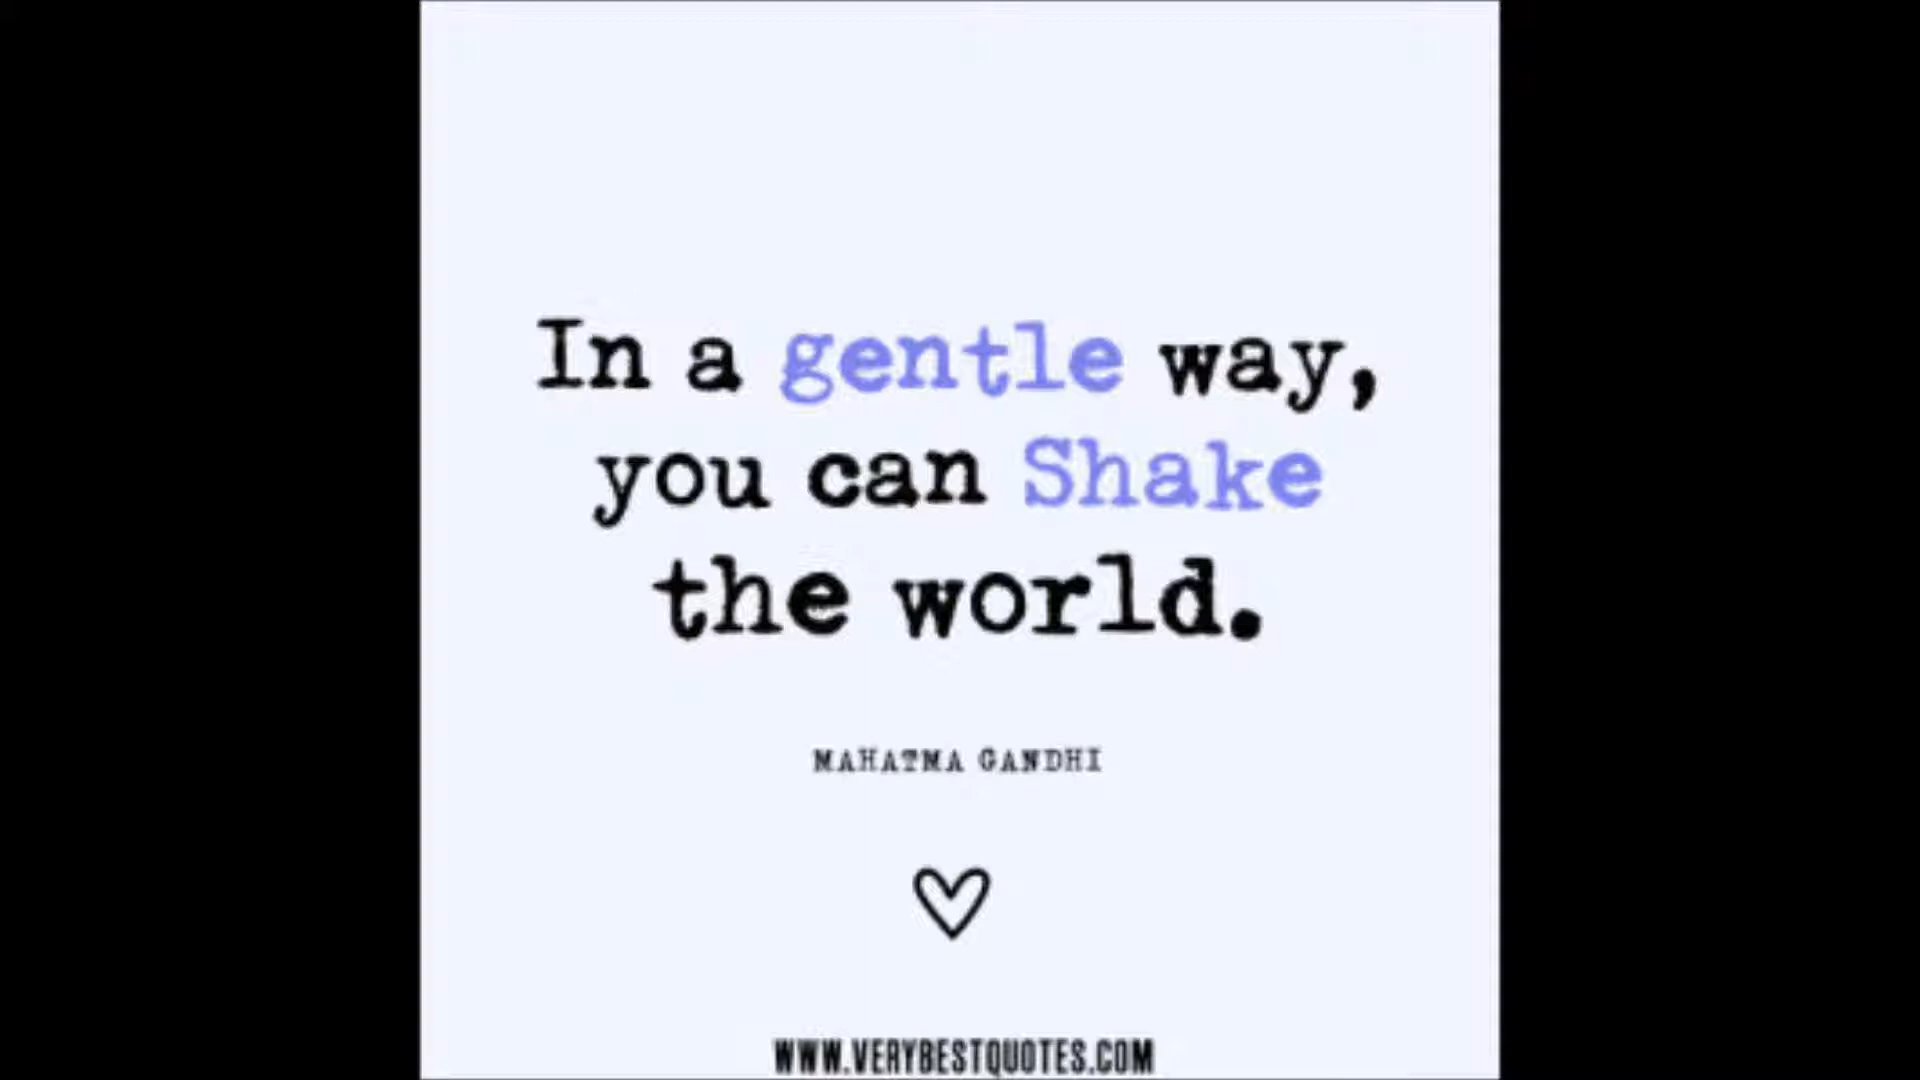 In a gentle way,
you can Shake
the world.
MAHATMA GANDHI
WWW.VERYBESTQUOTES.COM